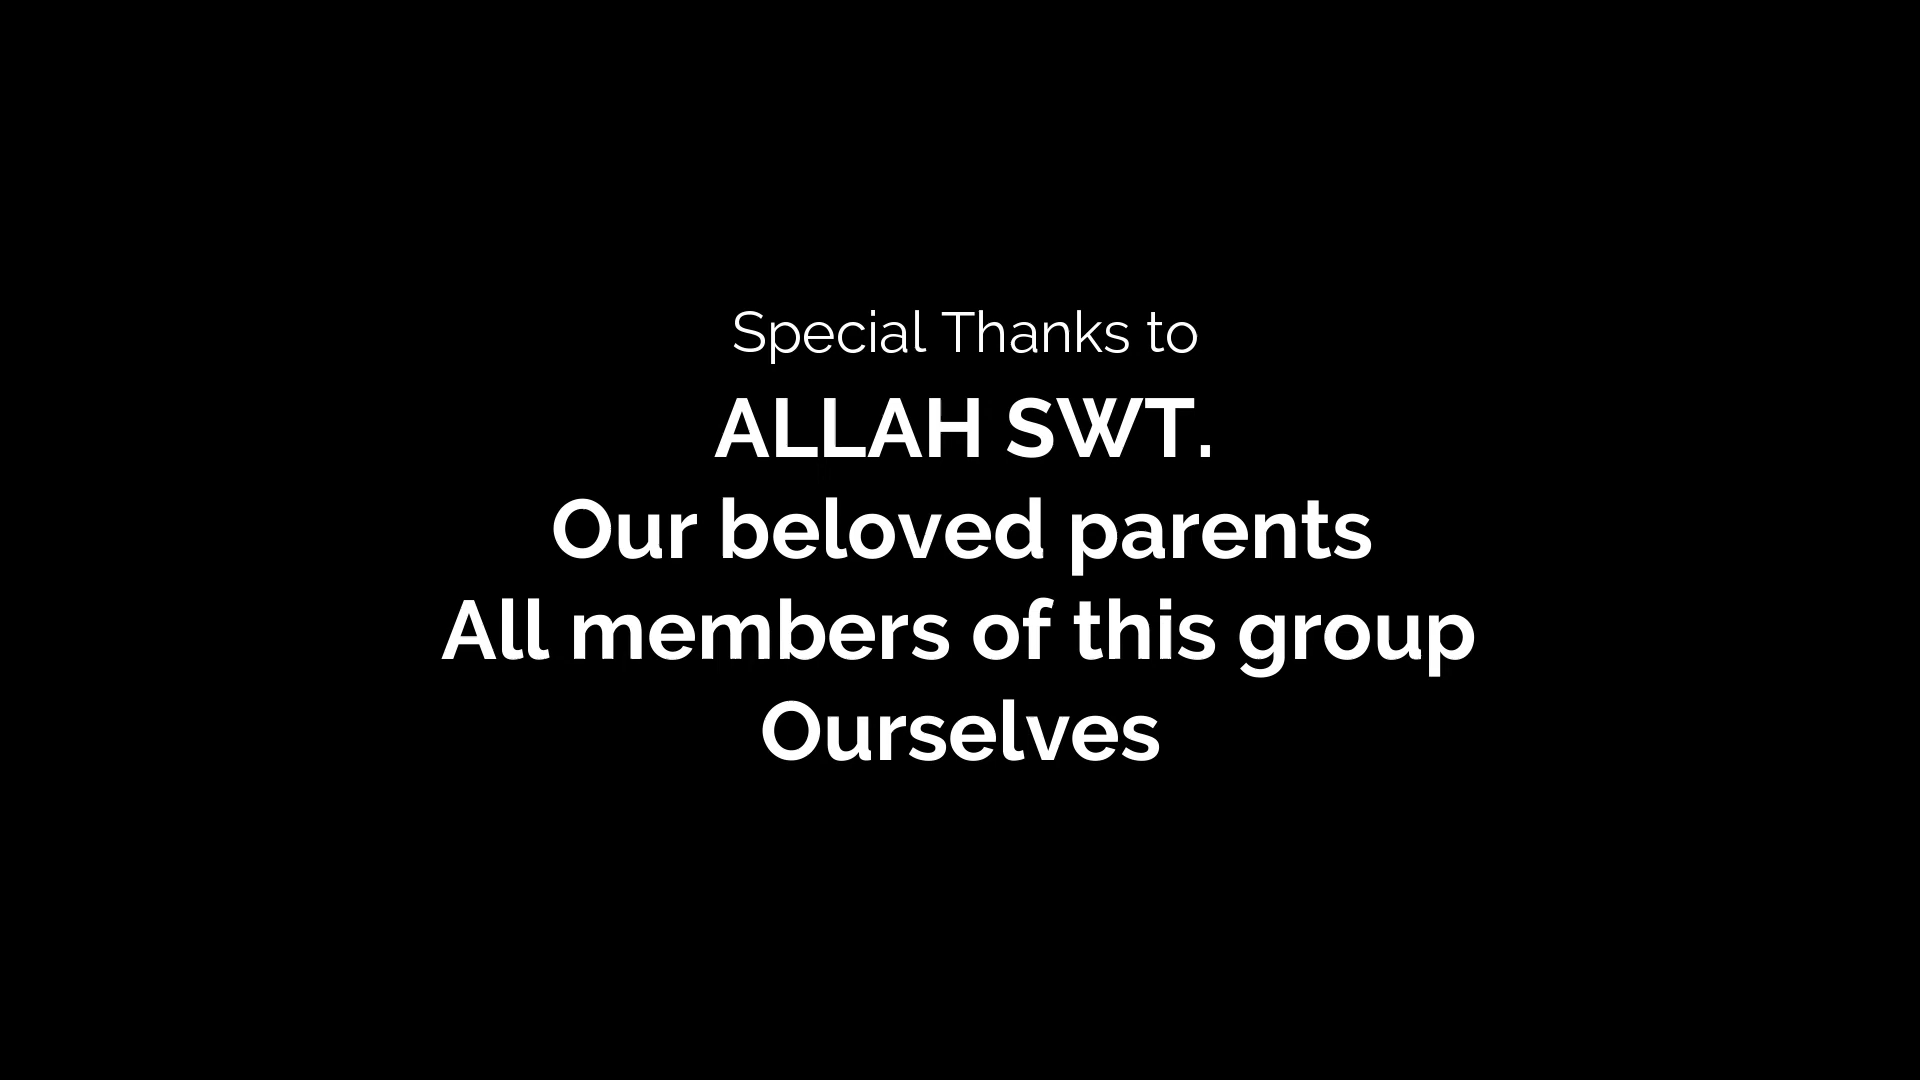 Special Thanks to
ALLAH SWT.
Our beloved parents
All members of this group
Ourselves